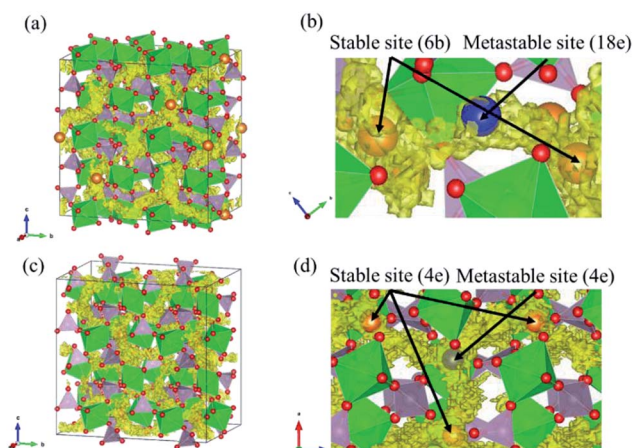 (a)
(b)
Stable site (6b) Metastable site (18e)
c
b
(c)
(d)
Stable site (4e) Metastable site (4e)
c
b
a